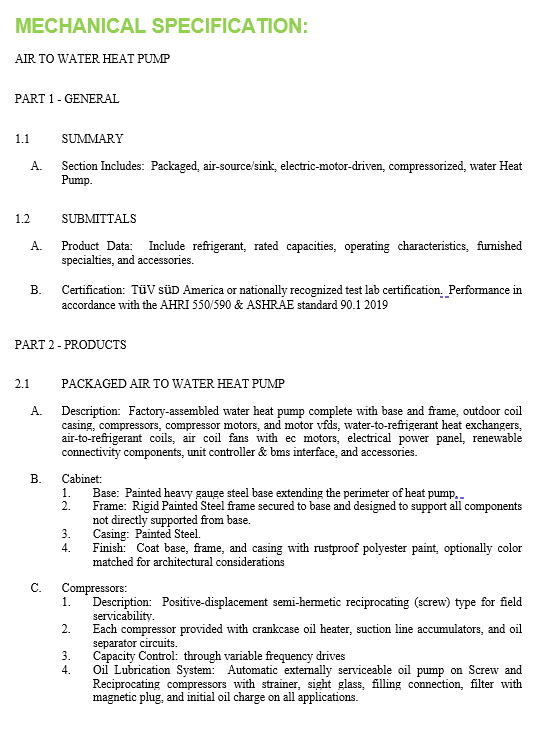 MECHANICAL SPECIFICATION:
AIR TO WATER HEAT PUMP
PART 1 - GENERAL
1.1 SUMMARY
A. Section Includes: Packaged, air-source/sink, electric-motor-driven, compressorized, water Heat
Pump.
1.2 SUBMITTALS
A. Product Data: Include refrigerant, rated capacities, operating characteristics, furnished
specialties, and accessories.
B. Certification: TüV süD America or nationally recognized test lab certification. Performance in
accordance with the AHRI 550/590 & ASHRAE standard 90.1 2019
PART 2 - PRODUCTS
2.1 PACKAGED AIR TO WATER HEAT PUMP
A. Description: Factory-assembled water heat pump complete with base and frame, outdoor coil
casing, compressors, compressor motors, and motor vfds, water-to-refrigerant heat exchangers,
air-to-refrigerant coils, air coil fans with ec motors, electrical power panel, renewable
connectivity components, unit controller & bms interface, and accessories.
B. Cabinet:
1. Base: Painted heavy gauge steel base extending the perimeter of heat pump.
2. Frame: Rigid Painted Steel frame secured to base and designed to support all components
not directly supported from base.
3. Casing: Painted Steel.
4. Finish: Coat base, frame, and casing with rustproof polyester paint, optionally color
matched for architectural considerations
C. Compressors:
1. Description: Positive-displacement semi-hermetic reciprocating (screw) type for field
servicability.
2. Each compressor provided with crankcase oil heater, suction line accumulators, and oil
separator circuits.
3. Capacity Control: through variable frequency drives
4. Oil Lubrication System: Automatic externally serviceable oil pump on Screw and
Reciprocating compressors with strainer, sight glass, filling connection, filter with
magnetic plug, and initial oil charge on all applications.